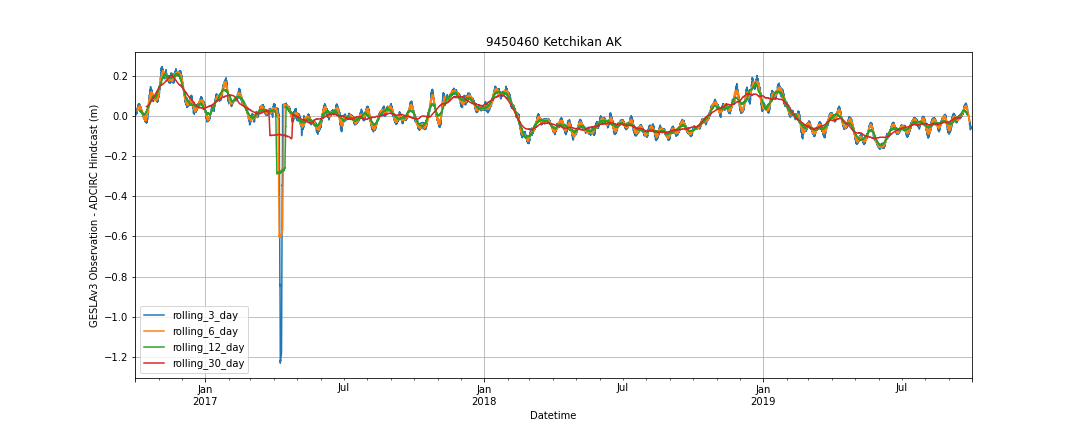 9450460 Ketchikan AK
GESLAv3 Observation - ADCIRC Hindcast (m)
0.2
0.0
−0.2
−0.4
−0.6
−0.8
−1.0
−1.2
rolling_3_day
rolling_6_day
rolling_12_day
rolling_30_day
Jan
2017
Jul
Jan
2018
Jul
Jan
2019
Jul
Datetime